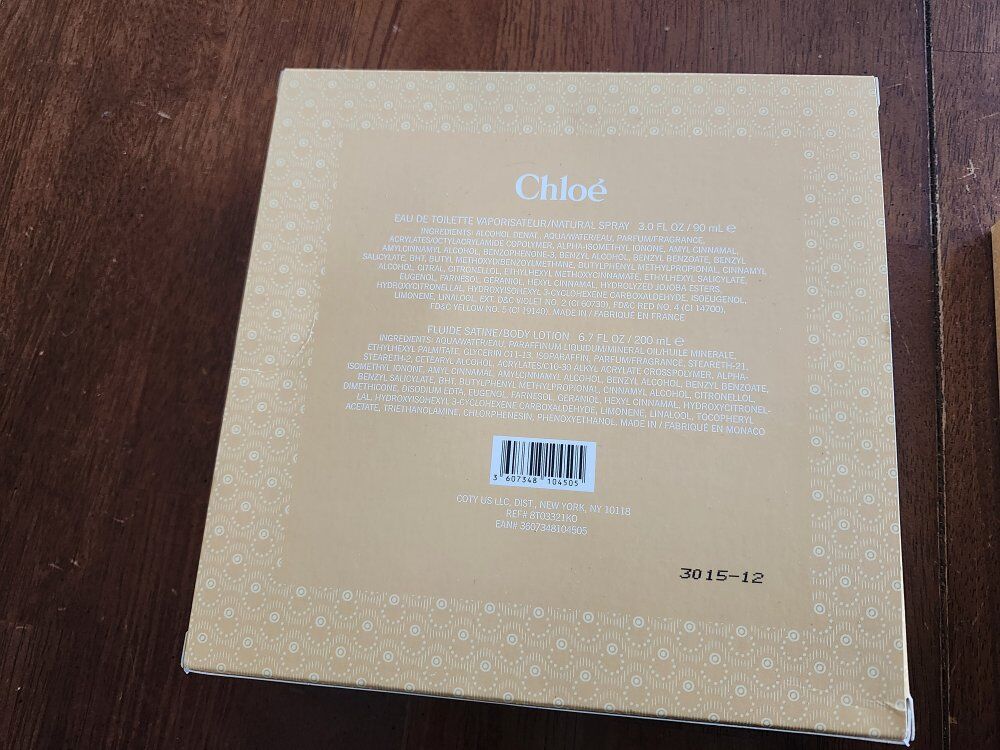 Chloé
EAU DE TOILETTE VAPORISATEUR/NATURAL SPRAY 3.0 FL OZ / 90 mL ℮
INGREDIENTS: ALCOHOL DENAT., AQUA/WATER/EAU, PARFUM/FRAGRANCE,
ACRYLATES/OCTYLACRYLAMIDE COPOLYMER, ALPHA-ISOMETHYL IONONE, AMYL CINNAMAL,
AMYLCINNAMYL ALCOHOL, BENZOPHENONE-3, BENZYL ALCOHOL, BENZYL BENZOATE, BENZYL
SALICYLATE, BHT, BUTYL METHOXYDIBENZOYLMETHANE, BUTYLPHENYL METHYLPROPIONAL, CINNAMYL
ALCOHOL, CITRAL, CITRONELLOL, ETHYLHEXYL METHOXYCINNAMATE, ETHYLHEXYL SALICYLATE,
EUGENOL, FARNESOL, GERANIOL, HEXYL CINNAMAL, HYDROLYZED JOJOBA ESTERS,
HYDROXYCITRONELLAL, HYDROXYISOHEXYL 3-CYCLOHEXENE CARBOXALDEHYDE, ISOEUGENOL,
LIMONENE, LINALOOL, EXT. D&C VIOLET NO. 2 (CI 60730), FD&C RED NO. 4 (CI 14700),
FD&C YELLOW NO. 5 (CI 19140). MADE IN / FABRIQUÉ EN FRANCE
FLUIDE SATINE/BODY LOTION 6.7 FL OZ / 200 mL ℮
INGREDIENTS: AQUA/WATER/EAU, PARAFFINUM LIQUIDUM/MINERAL OIL/HUILE MINERALE,
ETHYLHEXYL PALMITATE, GLYCERIN, C11-13, ISOPARAFFIN, PARFUM/FRAGRANCE, STEARETH-21,
STEARETH-2, CETEARYL ALCOHOL, ACRYLATES/C10-30 ALKYL ACRYLATE CROSSPOLYMER, ALPHA-
ISOMETHYL IONONE, AMYL CINNAMAL, AMYLCINNAMYL ALCOHOL, BENZYL ALCOHOL, BENZYL BENZOATE,
BENZYL SALICYLATE, BHT, BUTYLPHENYL METHYLPROPIONAL, CINNAMYL ALCOHOL, CITRONELLOL,
DIMETHICONE, DISODIUM EDTA, EUGENOL, FARNESOL, GERANIOL, HEXYL CINNAMAL, HYDROXYCITRONEL-
LAL, HYDROXYISOHEXYL 3-CYCLOHEXENE CARBOXALDEHYDE, LIMONENE, LINALOOL, TOCOPHERYL
ACETATE, TRIETHANOLAMINE, CHLORPHENESIN, PHENOXYETHANOL. MADE IN / FABRIQUÉ EN MONACO
3 607348 104505
COTY US LLC, DIST., NEW YORK, NY 10118
REF# 8T03321KO
EAN# 3607348104505
3015-12